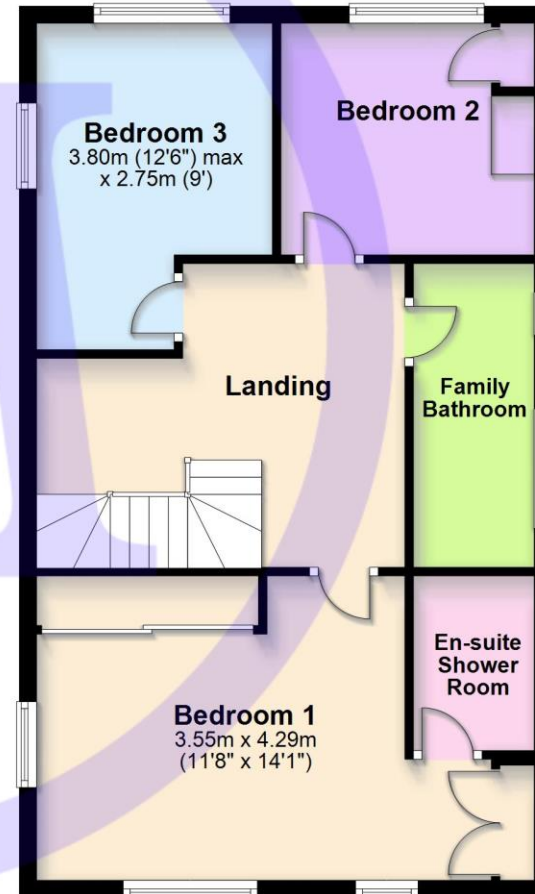 Bedroom 3
3.80m (12'6") max
x 2.75m (9')
Bedroom 2
Landing
Family
Bathroom
En-suite
Shower
Room
Bedroom 1
3.55m x 4.29m
(11'8" x 14'1")